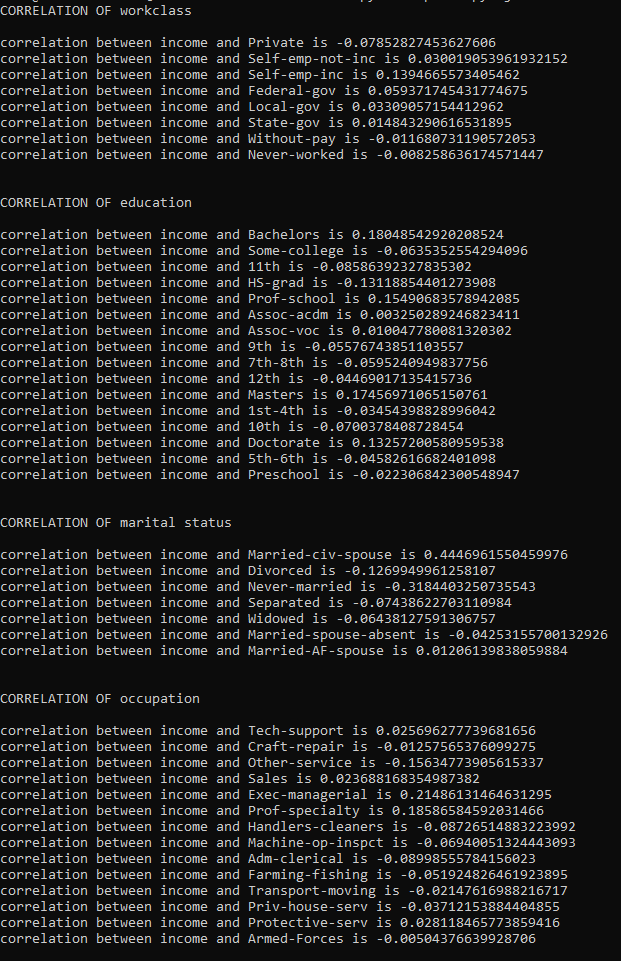 CORRELATION OF workclass
correlation between income and Private is -0.07852827453627606
correlation between income and Self-emp-not-inc is 0.030019053961932152
correlation between income and Self-emp-inc is 0.1394665573405462
correlation between income and Federal-gov is 0.059371745431774675
correlation between income and Local-gov is 0.03309057154412962
correlation between income and State-gov is 0.014843290616531895
correlation between income and Without-pay is -0.011680731190572053
correlation between income and Never-worked is -0.008258636174571447
CORRELATION OF education
correlation between income and Bachelors is 0.18048542920208524
correlation between income and Some-college is -0.0635352554294096
correlation between income and 11th is -0.08586392327835302
correlation between income and HS-grad is -0.13118854401273908
correlation between income and Prof-school is 0.15490683578942085
correlation between income and Assoc-acdm is 0.003250289246823411
correlation between income and Assoc-voc is 0.010047780081320302
correlation between income and 9th is -0.05576743851103557
correlation between income and 7th-8th is -0.0595240949837756
correlation between income and 12th is -0.04469017135415736
correlation between income and Masters is 0.17456971065150761
correlation between income and 1st-4th is -0.03454398828996042
correlation between income and 10th is -0.0700378408728454
correlation between income and Doctorate is 0.13257200580959538
correlation between income and 5th-6th is -0.04582616682401098
correlation between income and Preschool is -0.022306842300548947
CORRELATION OF marital status
correlation between income and Married-civ-spouse is 0.4446961550459976
correlation between income and Divorced is -0.1269949961258107
correlation between income and Never-married is -0.3184403250735543
correlation between income and Separated is -0.07438622703110984
correlation between income and Widowed is -0.06438127591306757
correlation between income and Married-spouse-absent is -0.04253155700132926
correlation between income and Married-AF-spouse is 0.01206139838059884
CORRELATION OF occupation
correlation between income and Tech-support is 0.025696277739681656
correlation between income and Craft-repair is -0.01257565376099275
correlation between income and Other-service is -0.15634773905615337
correlation between income and Sales is 0.023688168354987382
correlation between income and Exec-managerial is 0.21486131464631295
correlation between income and Prof-specialty is 0.18586584592031466
correlation between income and Handlers-cleaners is -0.08726514883223992
correlation between income and Machine-op-inspct is -0.06940051324443093
correlation between income and Adm-clerical is -0.08998555784156023
correlation between income and Farming-fishing is -0.051924826461923895
correlation between income and Transport-moving is -0.02147616988216717
correlation between income and Priv-house-serv is -0.03712153884404855
correlation between income and Protective-serv is 0.028118465773859416
correlation between income and Armed-Forces is -0.00504376639928706